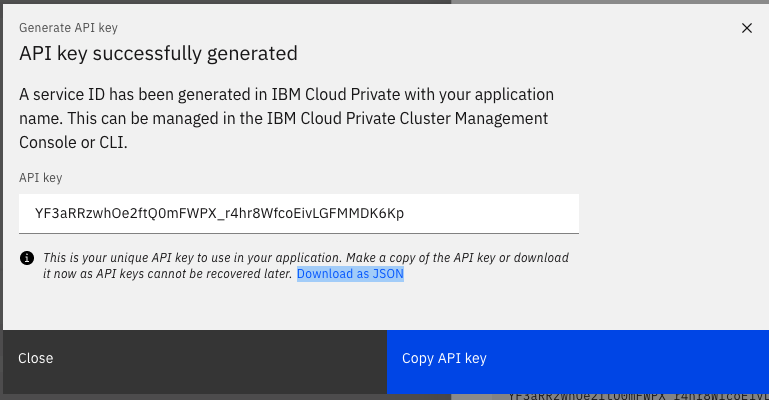 Generate API key
API key successfully generated
A service ID has been generated in IBM Cloud Private with your application
name. This can be managed in the IBM Cloud Private Cluster Management
Console or CLI.
API key
YF3aRRzwhOe2ftQ0mFWPX_r4hr8WfcoEivLGFMMDK6Kp
This is your unique API key to use in your application. Make a copy of the API key or download
it now as API keys cannot be recovered later. Download as JSON
Close
Copy API key